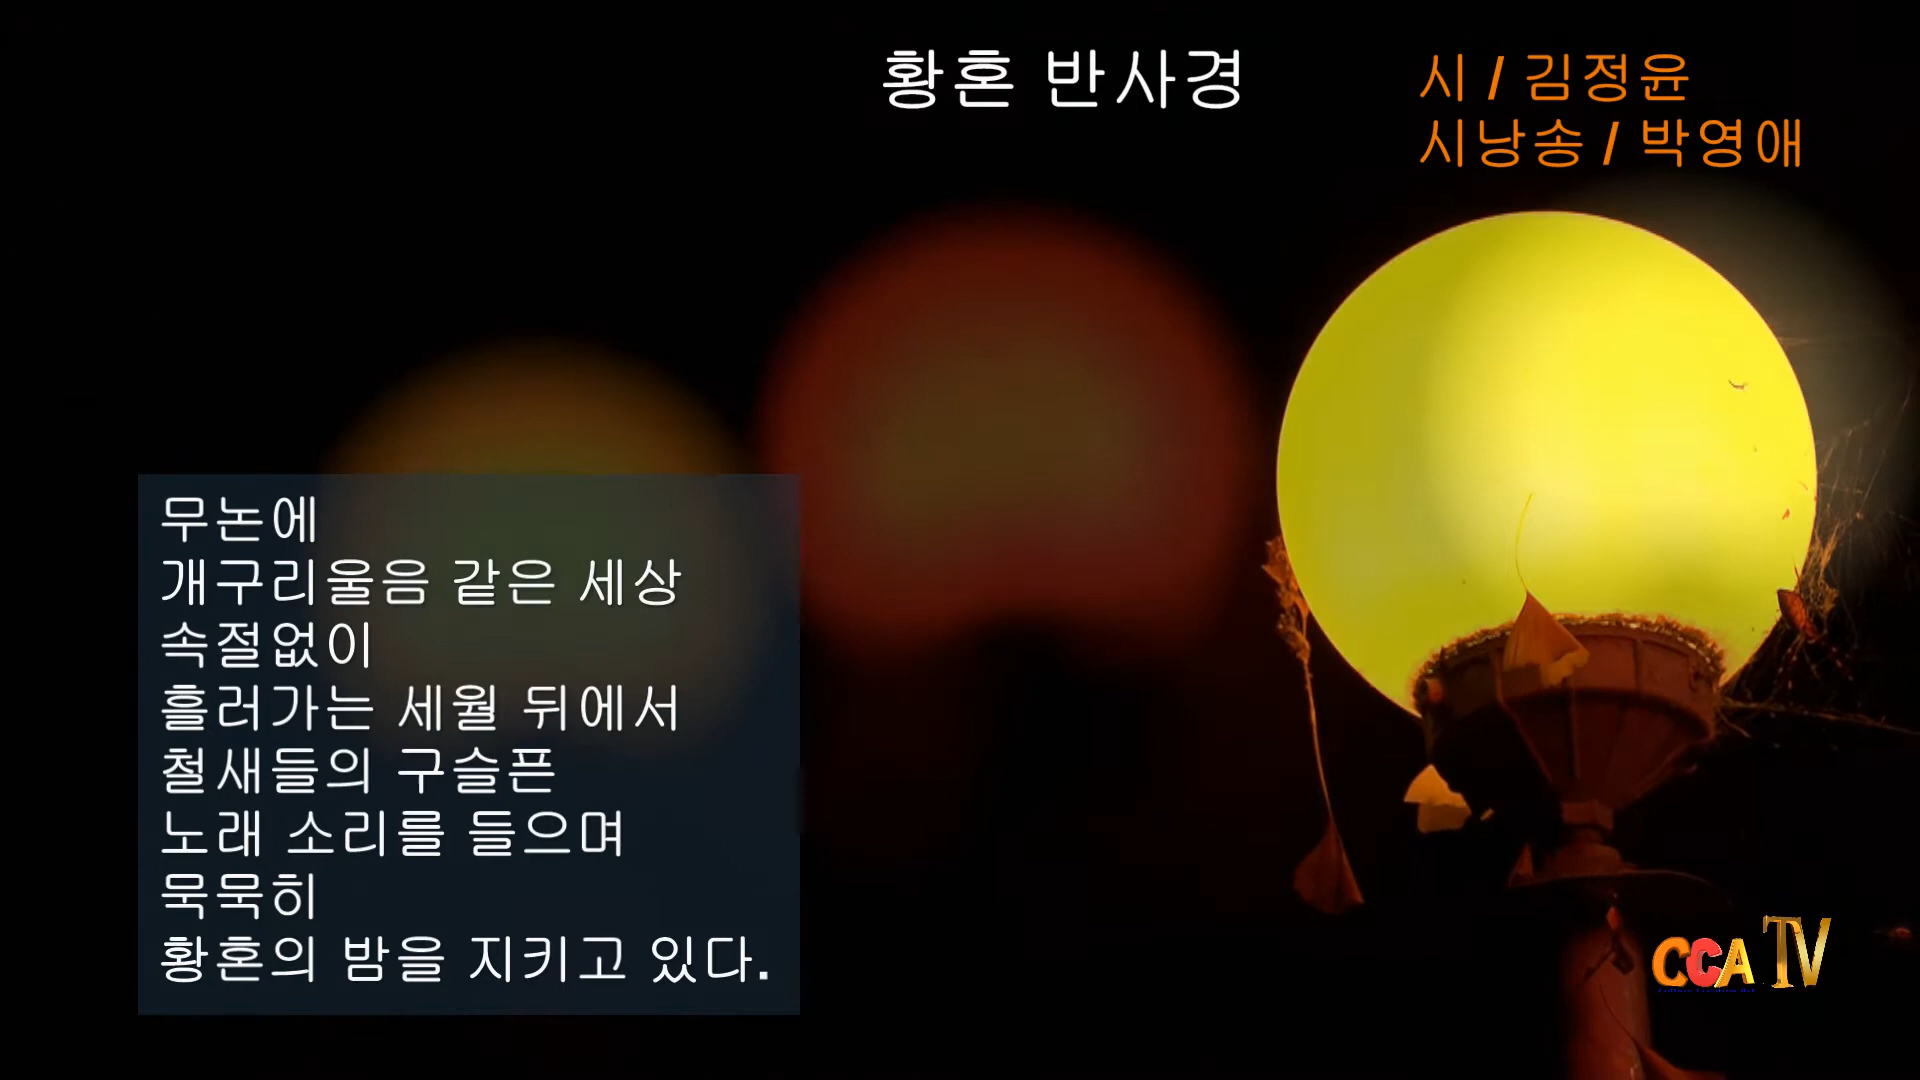 황혼 반사경
시 / 김정윤
시낭송 / 박영애
무논에
개구리울음 같은 세상
속절없이
흘러가는 세월 뒤에서
철새들의 구슬픈
노래 소리를 들으며
묵묵히
황혼의 밤을 지키고 있다.
CCA TV